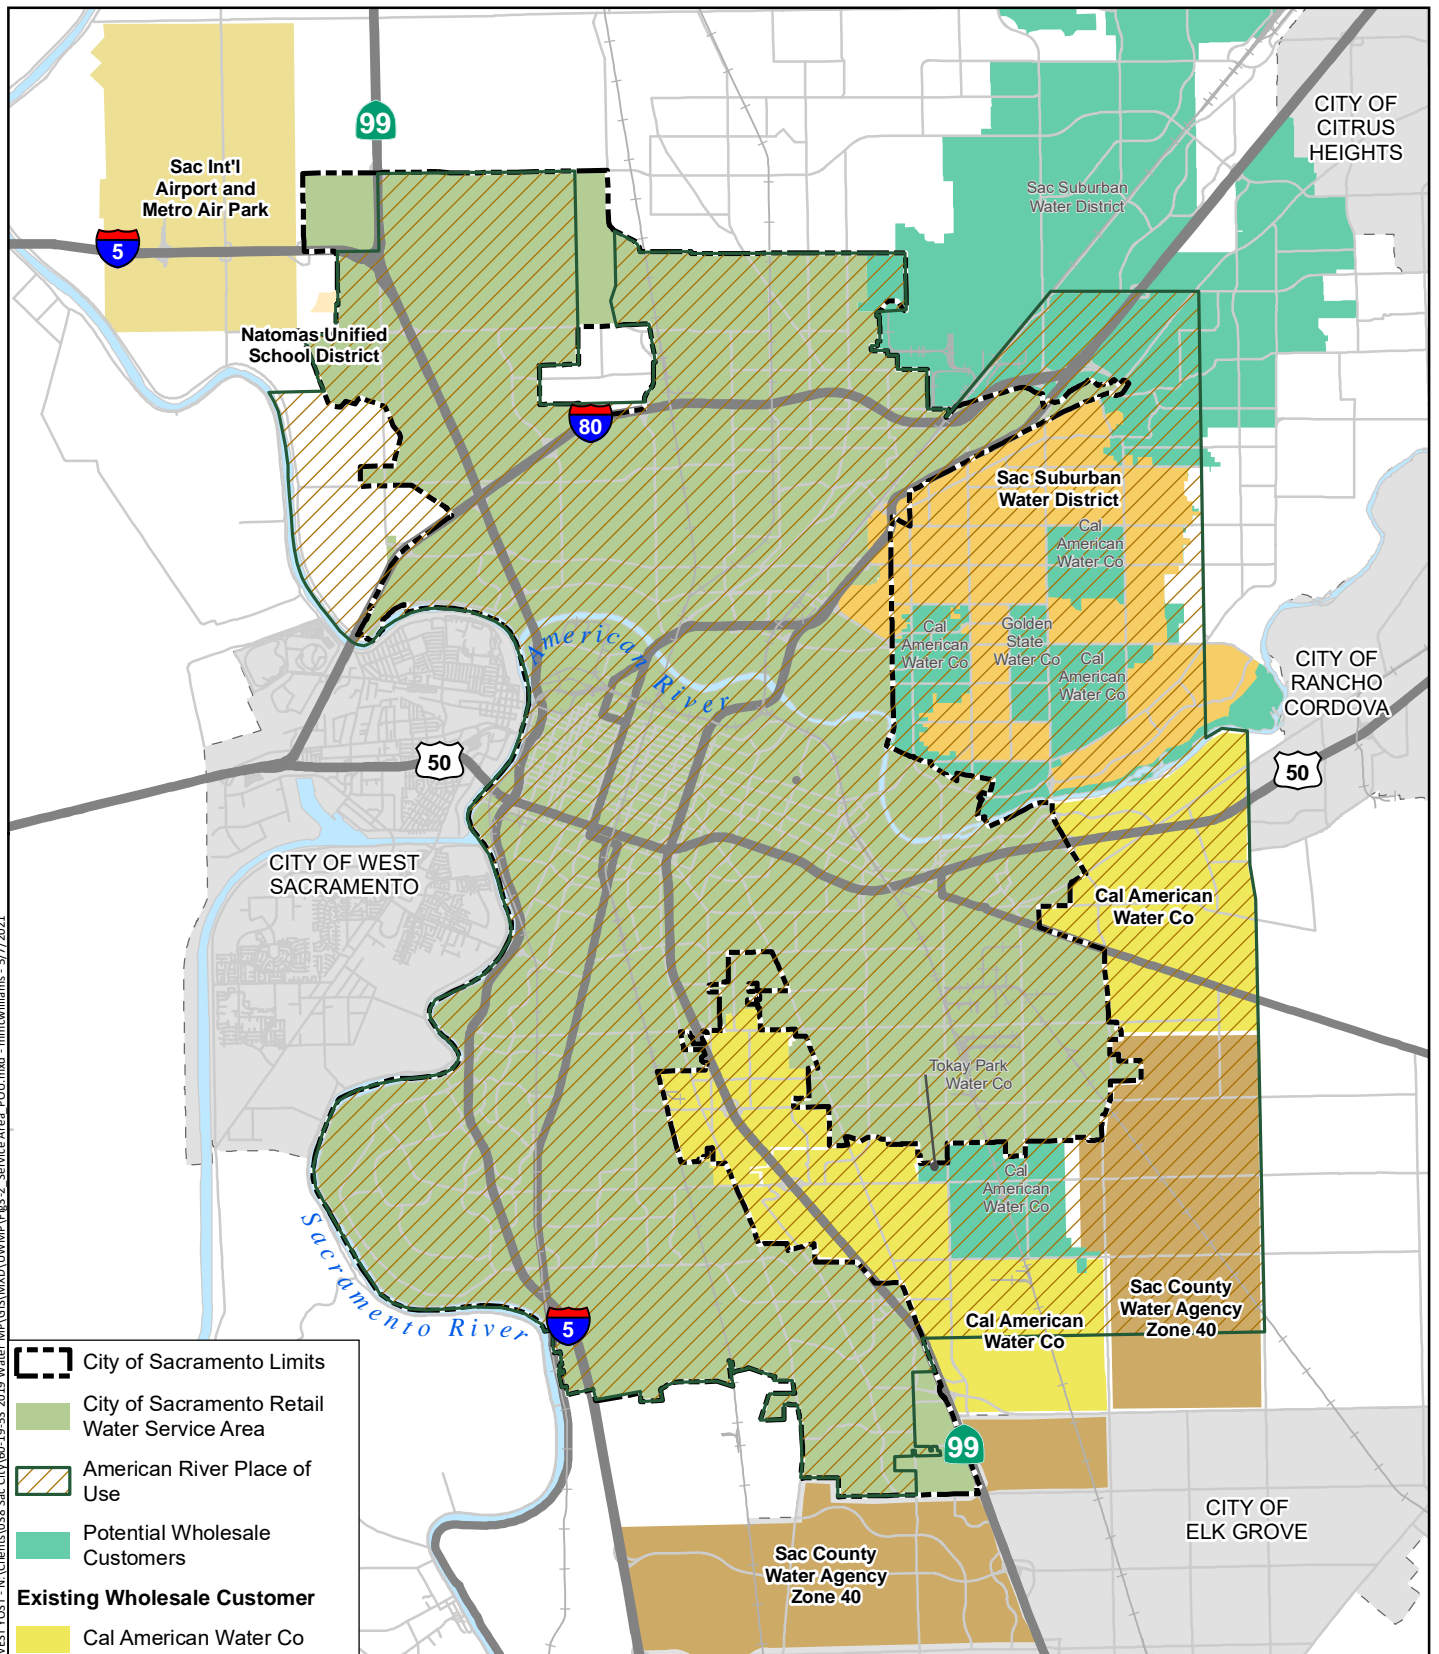 99
CITY OF
CITRUS
HEIGHTS
Sac Int'l
Airport and
Metro Air Park
Sac Suburban
Water District
5
Natomas Unified
School District
80
Sac Suburban
Water District
Cal
American
Water Co
Cal
American
Water Co
Golden
State
Water Co
Cal
American
Water Co
American River
CITY OF
RANCHO
CORDOVA
50
50
CITY OF WEST
SACRAMENTO
Cal American
Water Co
Tokay Park
Water Co
Cal
American
Water Co
Sacramento River
Sac County
Water Agency
Zone 40
Cal American
Water Co
5
99
CITY OF
ELK GROVE
Sac County
Water Agency
Zone 40
City of Sacramento Limits
City of Sacramento Retail
Water Service Area
American River Place of
Use
Potential Wholesale
Customers
Existing Wholesale Customer
Cal American Water Co